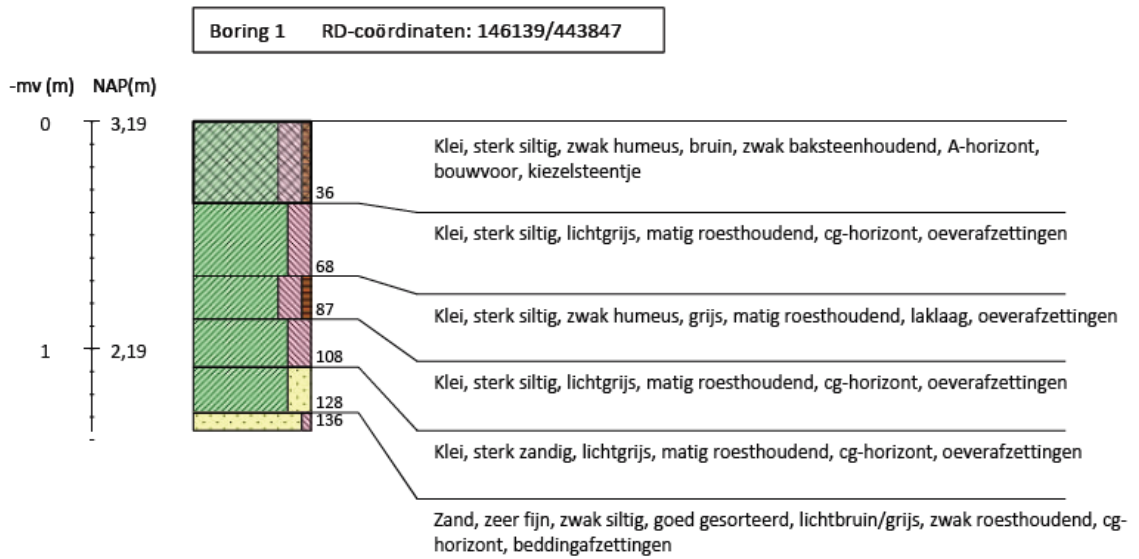 Boring 1 RD-coördinaten: 146139/443847
-mv (m) NAP(m)
0 3,19
Klei, sterk siltig, zwak humeus, bruin, zwak baksteenhoudend, A-horizont,
bouwvoor, kiezelsteentje
36
Klei, sterk siltig, lichtgrijs, matig roesthoudend, cg-horizont, oeverafzettingen
68
Klei, sterk siltig, zwak humeus, grijs, matig roesthoudend, laklaag, oeverafzettingen
87
1 2,19
108
Klei, sterk siltig, lichtgrijs, matig roesthoudend, cg-horizont, oeverafzettingen
128
136
Klei, sterk zandig, lichtgrijs, matig roesthoudend, cg-horizont, oeverafzettingen
Zand, zeer fijn, zwak siltig, goed gesorteerd, lichtbruin/grijs, zwak roesthoudend, cg-
horizont, beddingafzettingen